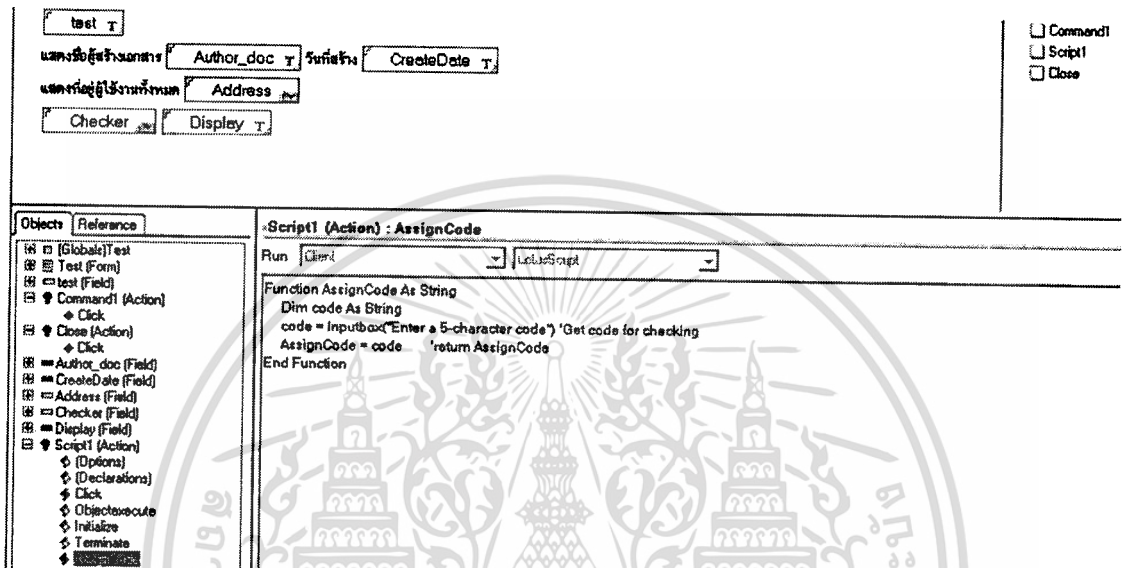 test T
แสดงชื่อผู้สร้างเอกสาร Author_doc T วันที่สร้าง CreateDate T
แสดงที่อยู่ผู้ใช้งานทั้งหมด Address
Checker Display T
Command1
Script1
Close
Objects Reference
[Globals]Test
Test (Form)
test (Field)
Command1 (Action)
Click
Close (Action)
Click
Author_doc (Field)
CreateDate (Field)
Address (Field)
Checker (Field)
Display (Field)
Script1 (Action)
(Options)
(Declarations)
Click
Objectexecute
Initialize
Terminate
Script1 (Action) : AssignCode
Run Client LotusScript
Function AssignCode As String
Dim code As String
code = Inputbox("Enter a 5-character code") 'Get code for checking
AssignCode = code 'return AssignCode
End Function